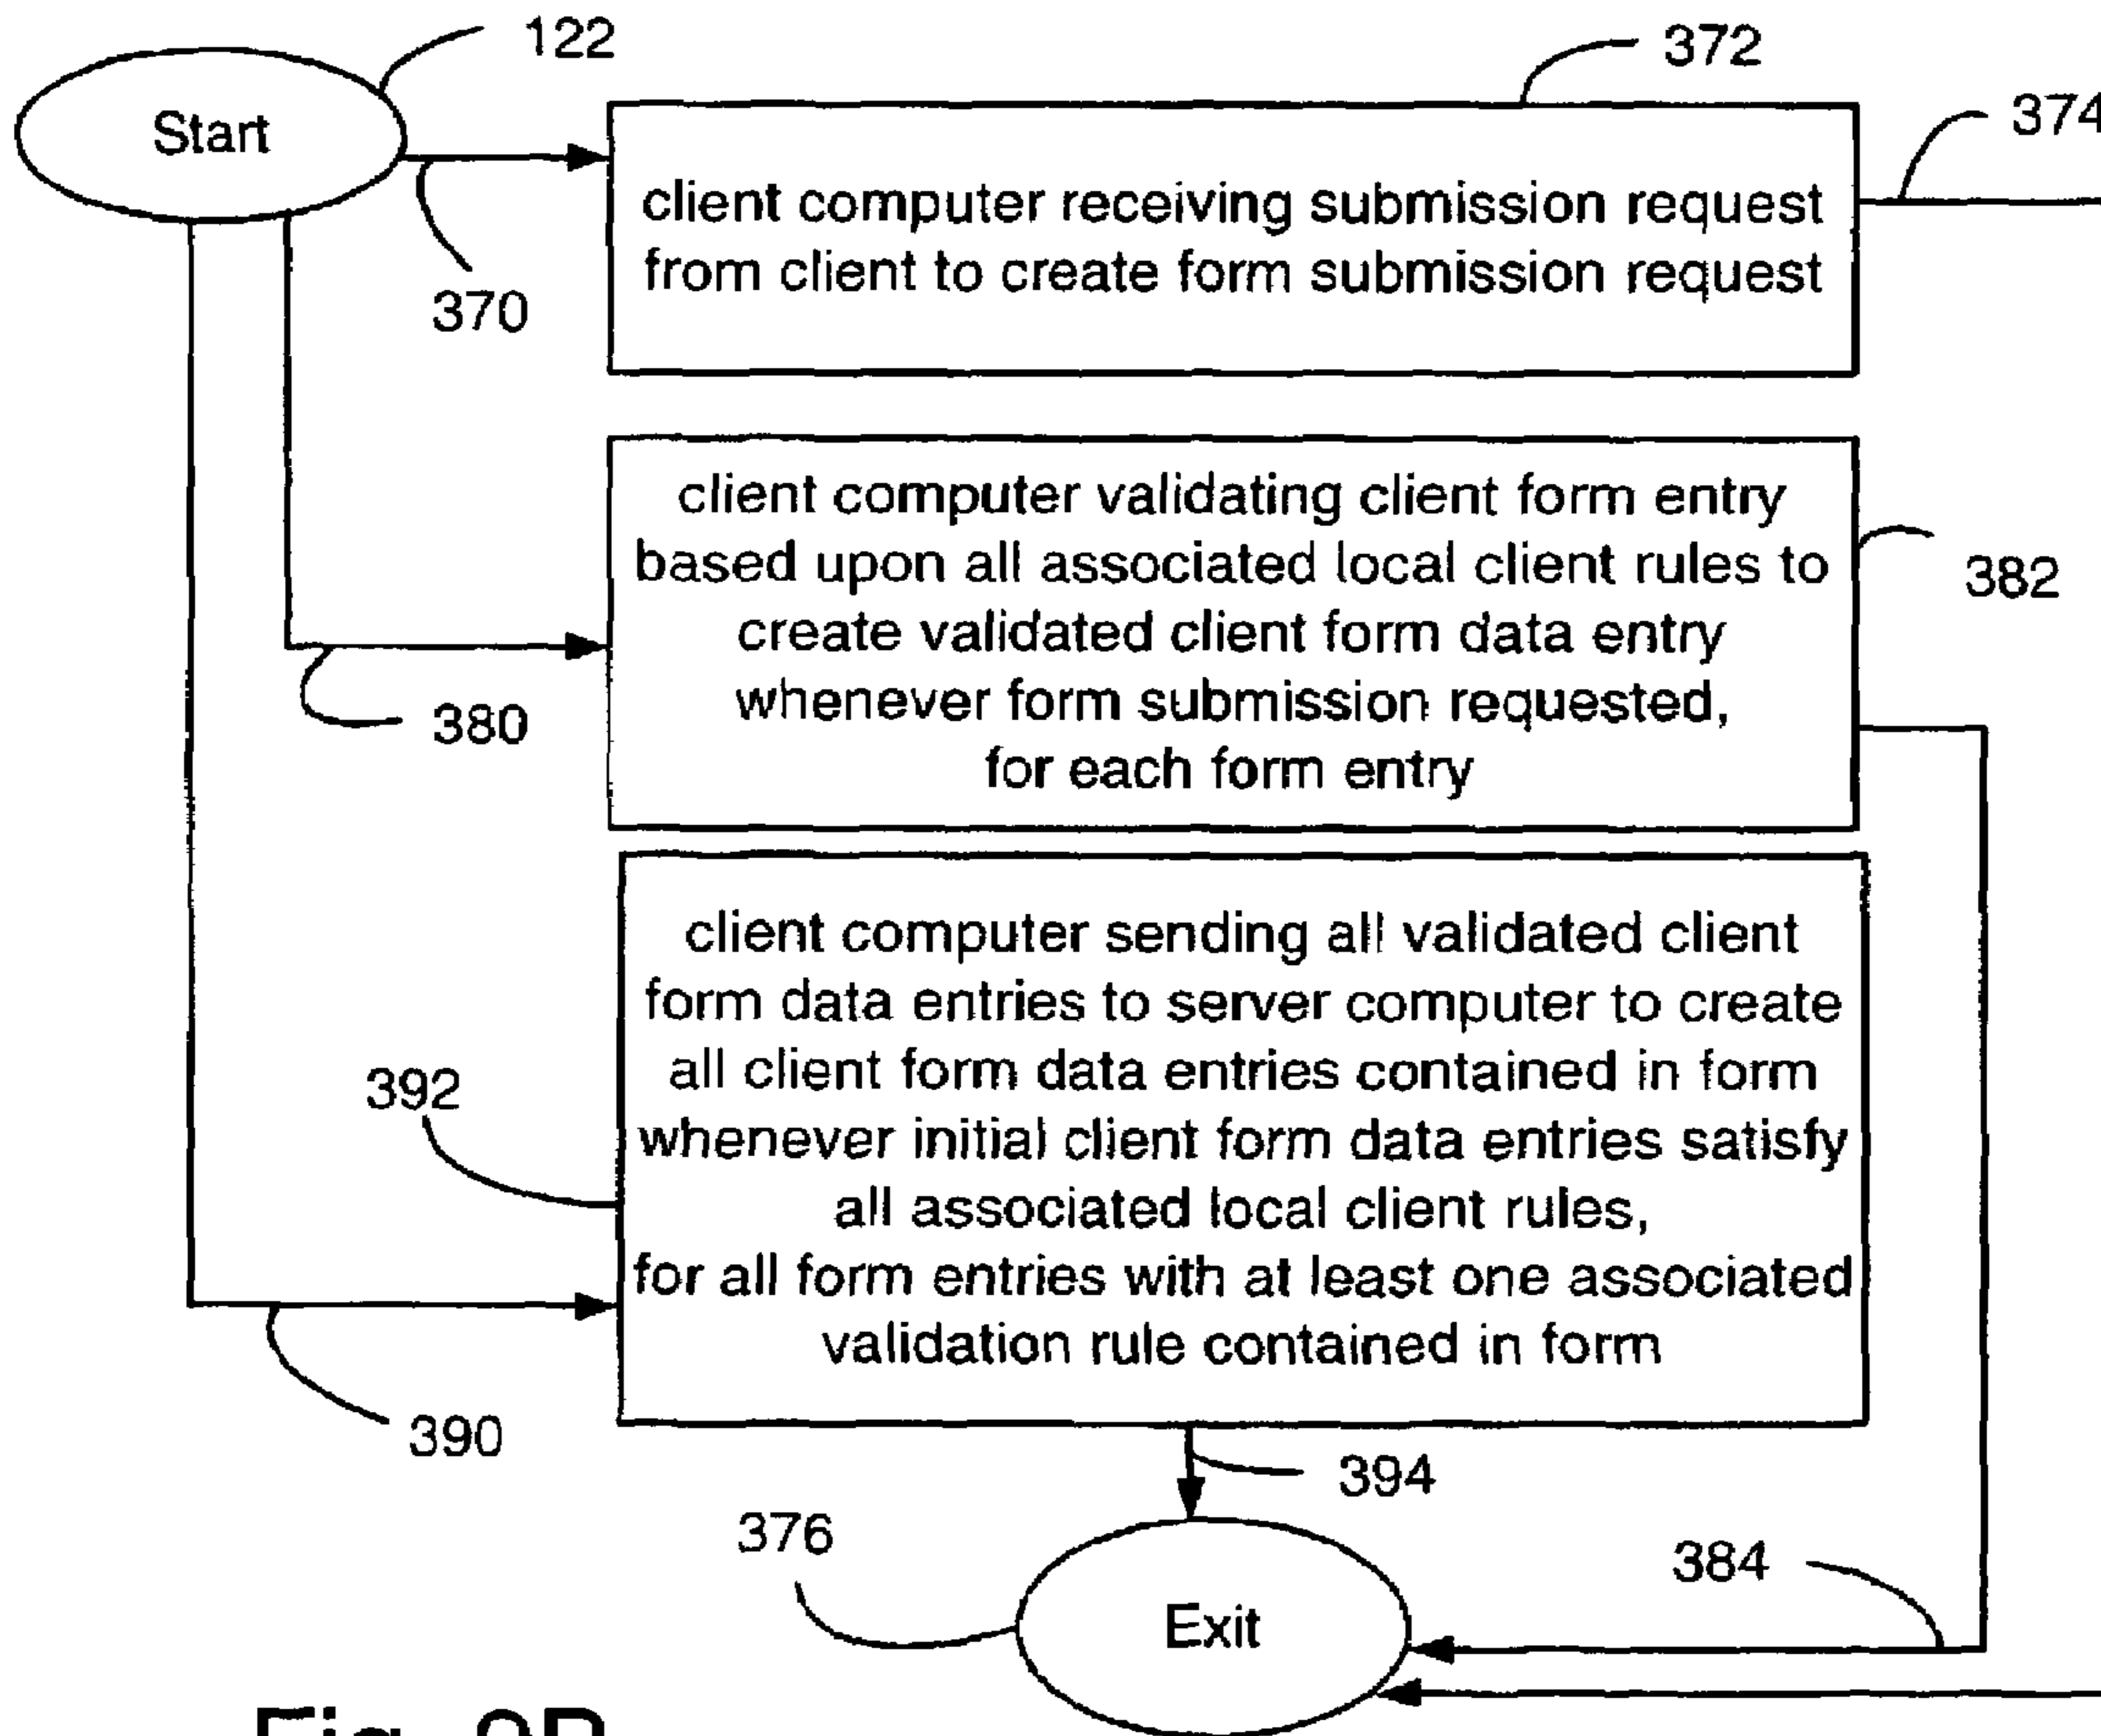 122
Start
372
374
370
client computer receiving submission request
from client to create form submission request
client computer validating client form entry
based upon all associated local client rules to
create validated client form data entry
whenever form submission requested,
for each form entry
382
380
client computer sending all validated client
form data entries to server computer to create
all client form data entries contained in form
whenever initial client form data entries satisfy
all associated local client rules,
for all form entries with at least one associated
validation rule contained in form
392
390
394
376
384
Exit
Fig.